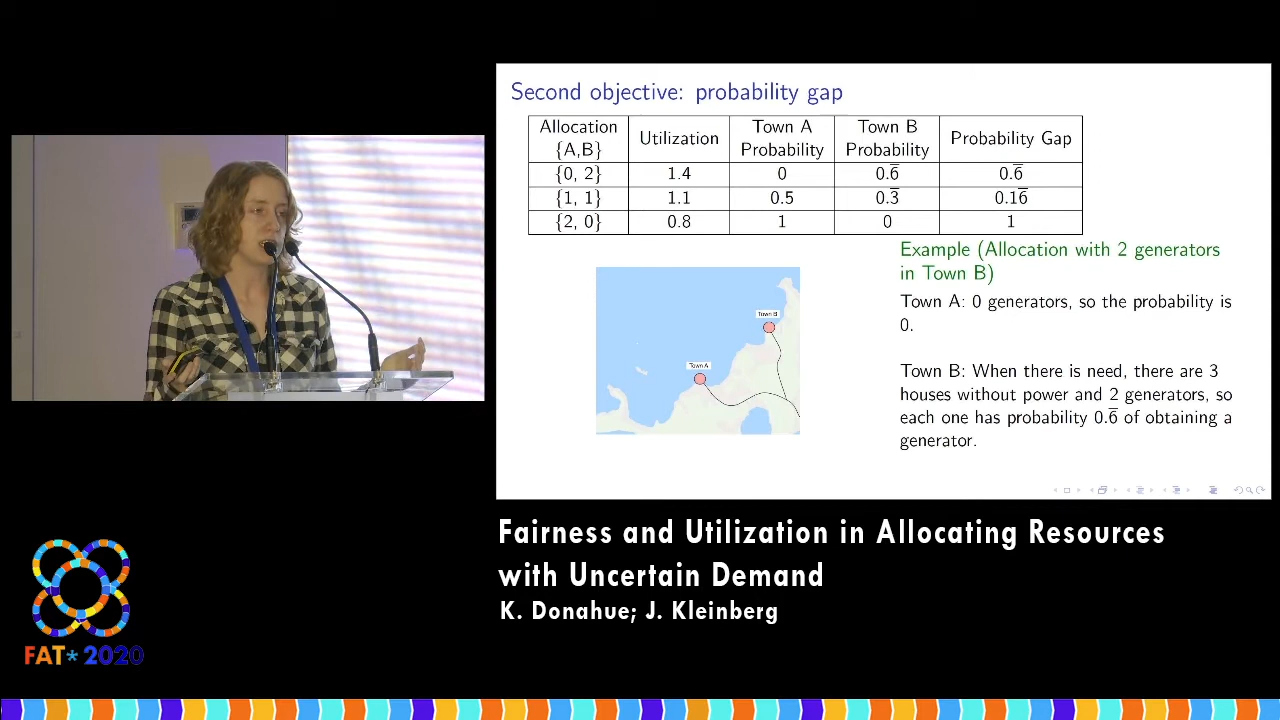 Second objective: probability gap
Allocation {A,B} Utilization Town A Probability Town B Probability Probability Gap
{0, 2} 1.4 0 0.6̅ 0.6̅
{1, 1} 1.1 0.5 0.3̅ 0.16̅
{2, 0} 0.8 1 0 1
Example (Allocation with 2 generators
in Town B)
Town A: 0 generators, so the probability is
0.
Town B
Town A
Town B: When there is need, there are 3
houses without power and 2 generators, so
each one has probability 0.6̅ of obtaining a
generator.
Fairness and Utilization in Allocating Resources
with Uncertain Demand
K. Donahue; J. Kleinberg
FAT* 2020